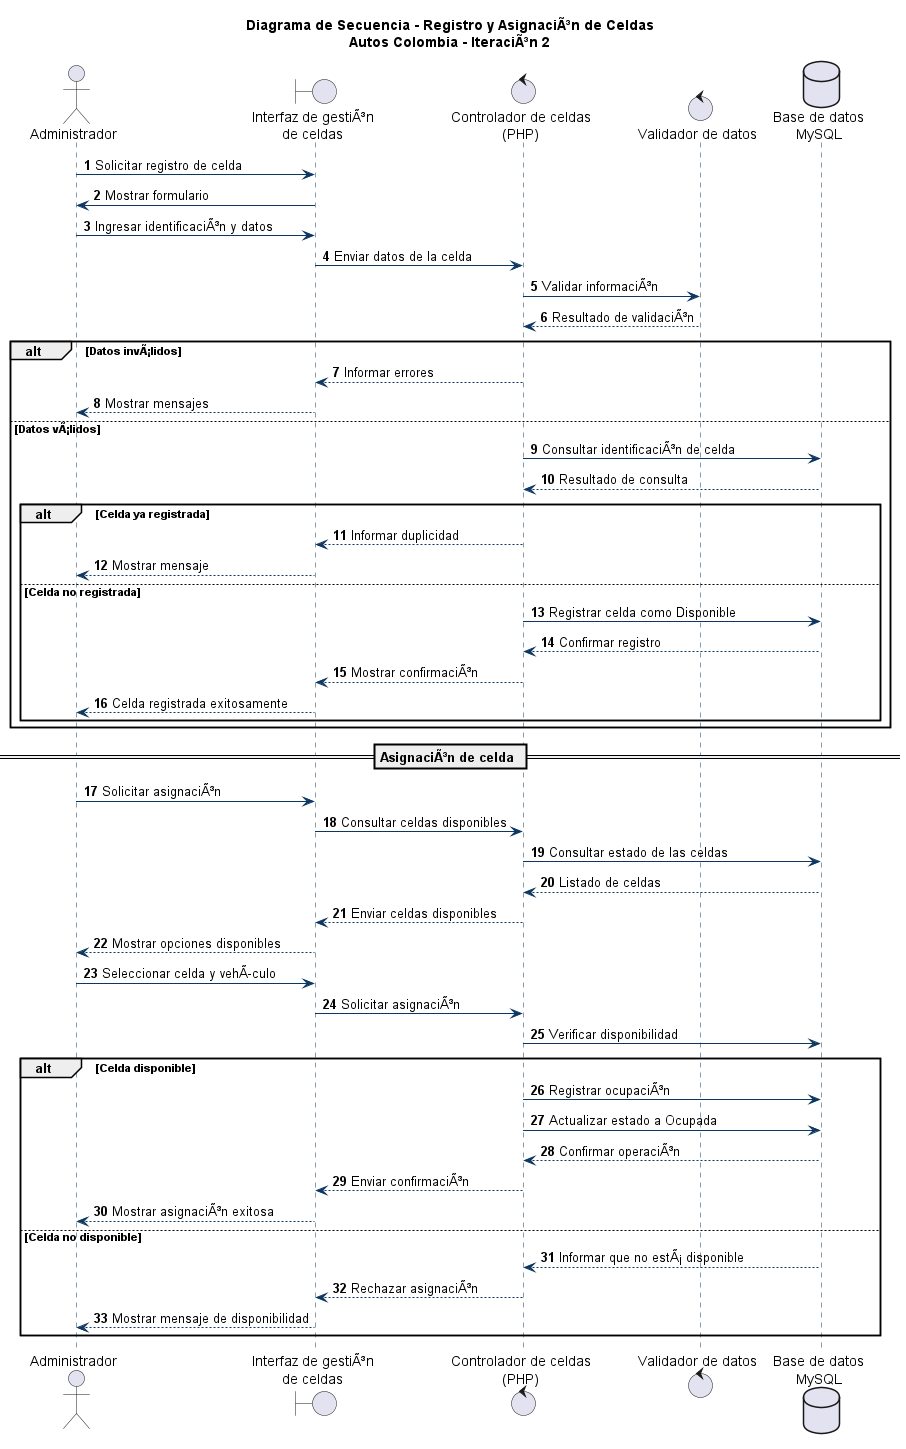 Diagrama de Secuencia - Registro y AsignaciÃ³n de Celdas
Autos Colombia - IteraciÃ³n 2
Administrador
Interfaz de gestiÃ³n
de celdas
Controlador de celdas
(PHP)
Validador de datos
Base de datos
MySQL
1 Solicitar registro de celda
2 Mostrar formulario
3 Ingresar identificaciÃ³n y datos
4 Enviar datos de la celda
5 Validar informaciÃ³n
6 Resultado de validaciÃ³n
alt [Datos invÃ¡lidos]
7 Informar errores
8 Mostrar mensajes
[Datos vÃ¡lidos]
9 Consultar identificaciÃ³n de celda
10 Resultado de consulta
alt [Celda ya registrada]
11 Informar duplicidad
12 Mostrar mensaje
[Celda no registrada]
13 Registrar celda como Disponible
14 Confirmar registro
15 Mostrar confirmaciÃ³n
16 Celda registrada exitosamente
AsignaciÃ³n de celda
17 Solicitar asignaciÃ³n
18 Consultar celdas disponibles
19 Consultar estado de las celdas
20 Listado de celdas
21 Enviar celdas disponibles
22 Mostrar opciones disponibles
23 Seleccionar celda y vehÃ-culo
24 Solicitar asignaciÃ³n
25 Verificar disponibilidad
alt [Celda disponible]
26 Registrar ocupaciÃ³n
27 Actualizar estado a Ocupada
28 Confirmar operaciÃ³n
29 Enviar confirmaciÃ³n
30 Mostrar asignaciÃ³n exitosa
[Celda no disponible]
31 Informar que no estÃ¡ disponible
32 Rechazar asignaciÃ³n
33 Mostrar mensaje de disponibilidad
Administrador
Interfaz de gestiÃ³n
de celdas
Controlador de celdas
(PHP)
Validador de datos
Base de datos
MySQL